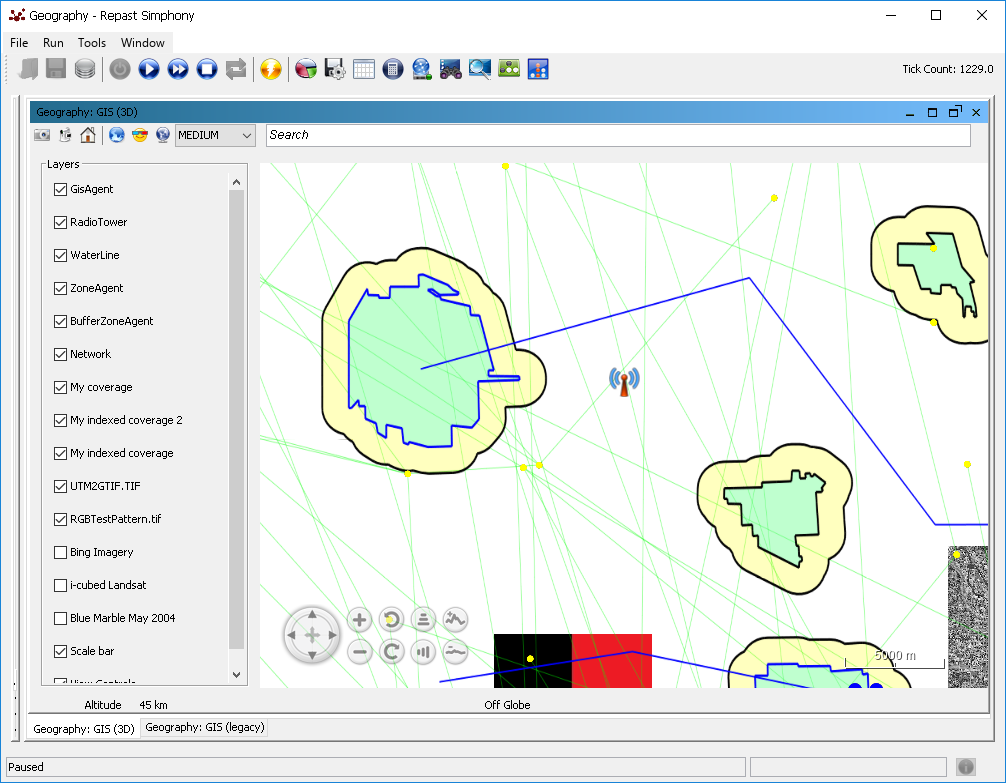 Geography - Repast Simphony
File Run Tools Window
Tick Count: 1229.0
Geography: GIS (3D)
MEDIUM Search
Layers
GisAgent
RadioTower
WaterLine
ZoneAgent
BufferZoneAgent
Network
My coverage
My indexed coverage 2
My indexed coverage
UTM2GTIF.TIF
RGBTestPattern.tif
Bing Imagery
i-cubed Landsat
Blue Marble May 2004
Scale bar
View Controls
5000 m
Altitude 45 km Off Globe
Geography: GIS (3D) Geography: GIS (legacy)
Paused